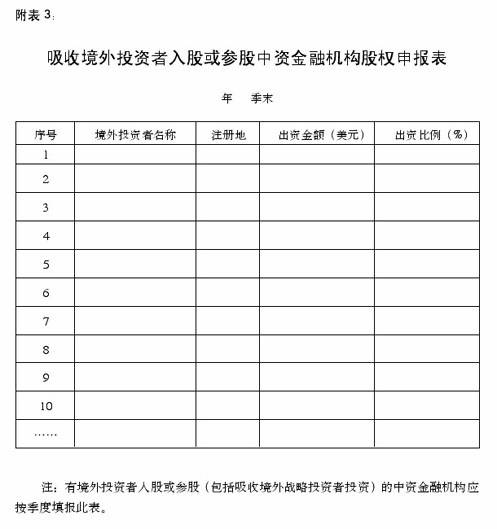 附表 3：
吸收境外投资者入股或参股中资金融机构股权申报表
年 季末
序号 境外投资者名称 注册地 出资金额（美元） 出资比例（%）
1
2
3
4
5
6
7
8
9
10
……
注：有境外投资者入股或参股（包括吸收境外战略投资者投资）的中资金融机构应
按季度填报此表。